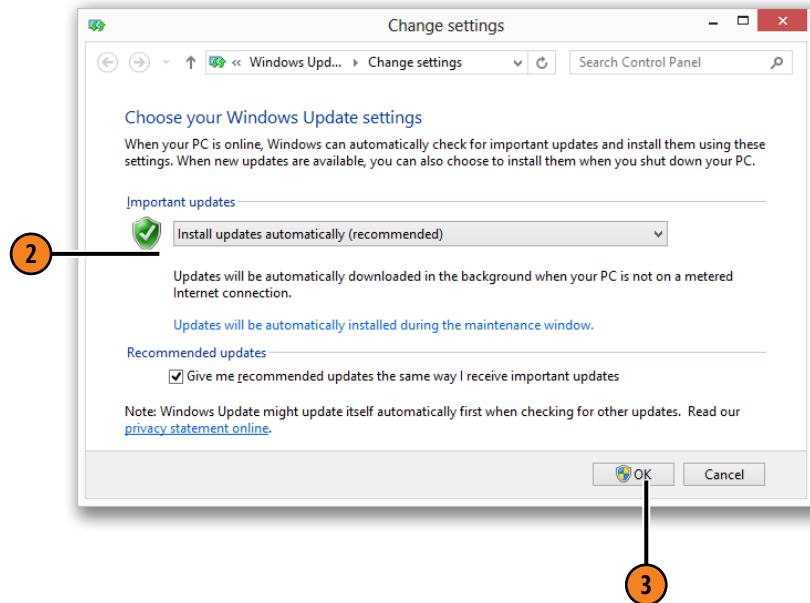 Change settings
« Windows Upd... ▸ Change settings
Search Control Panel
Choose your Windows Update settings
When your PC is online, Windows can automatically check for important updates and install them using these
settings. When new updates are available, you can also choose to install them when you shut down your PC.
Important updates
Install updates automatically (recommended)
2
Updates will be automatically downloaded in the background when your PC is not on a metered
Internet connection.
Updates will be automatically installed during the maintenance window.
Recommended updates
Give me recommended updates the same way I receive important updates
Note: Windows Update might update itself automatically first when checking for other updates. Read our
privacy statement online.
OK Cancel
3